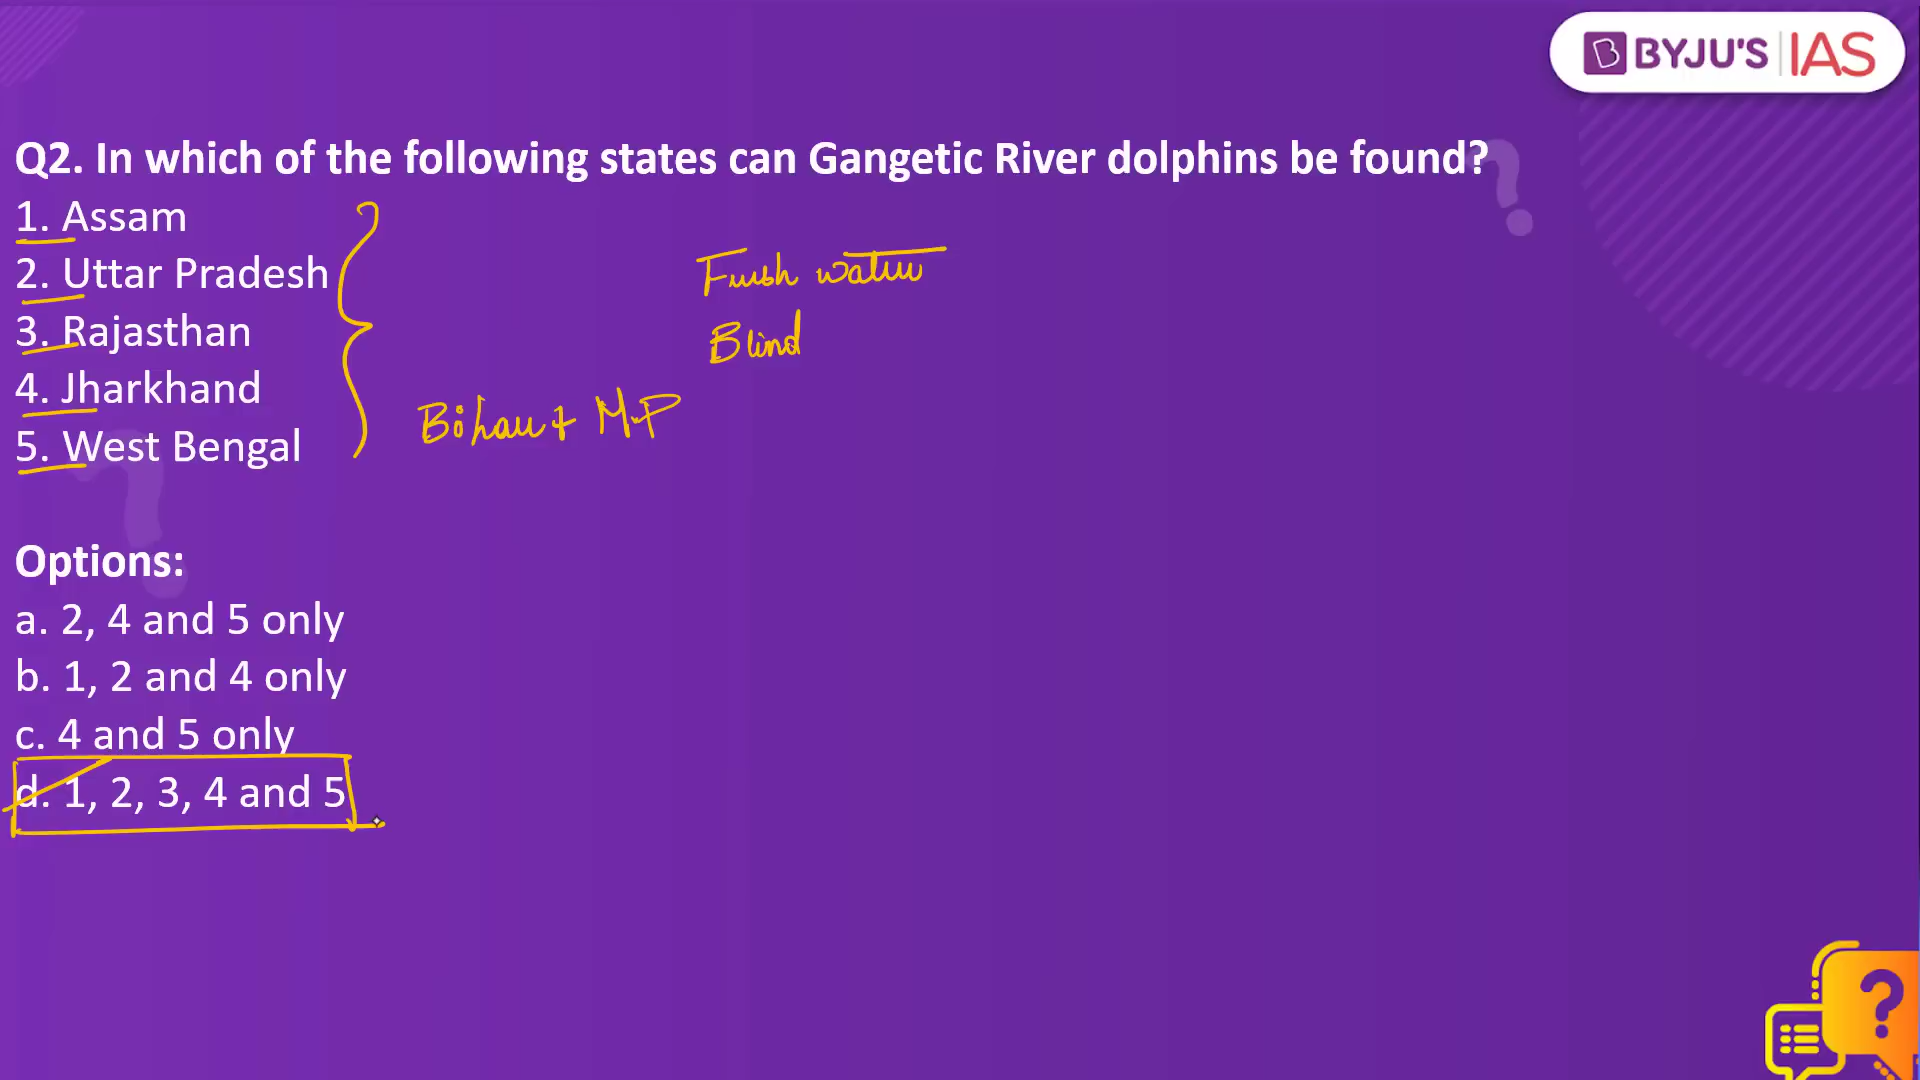 BYJU'S IAS
Q2. In which of the following states can Gangetic River dolphins be found?
1. Assam
2. Uttar Pradesh
3. Rajasthan
4. Jharkhand
5. West Bengal
Fresh water
Blind
Bihar & M.P
Options:
a. 2, 4 and 5 only
b. 1, 2 and 4 only
c. 4 and 5 only
d. 1, 2, 3, 4 and 5